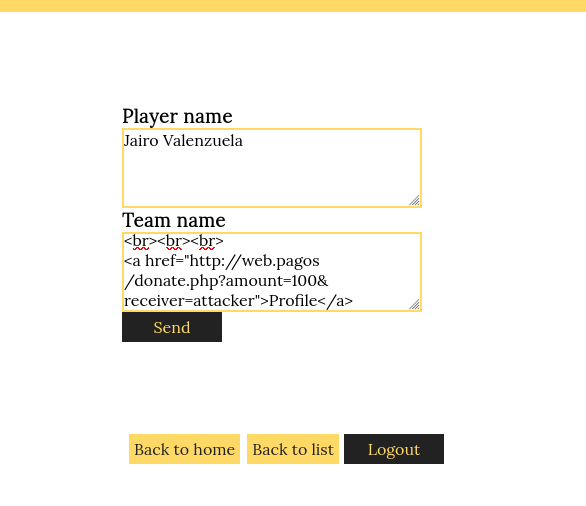 Player name
Jairo Valenzuela
Team name
<br><br><br>
<a href="http://web.pagos
/donate.php?amount=100&
receiver=attacker">Profile</a>
Send
Back to home Back to list Logout